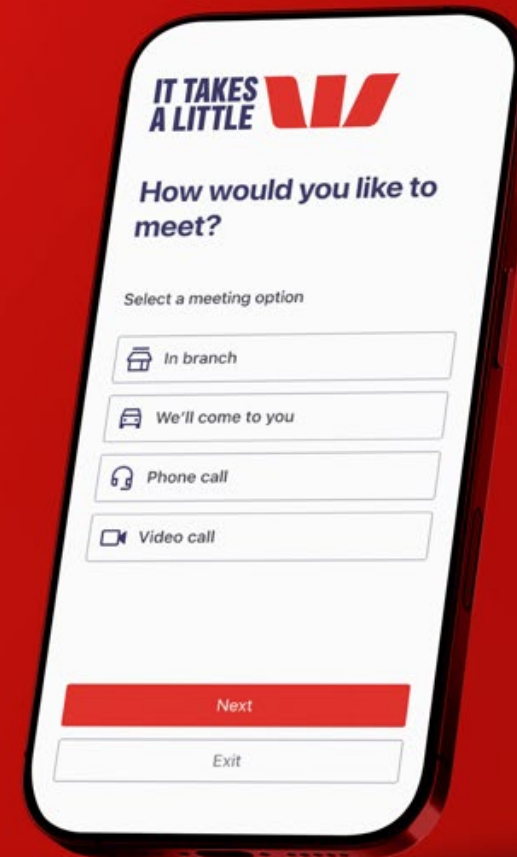 IT TAKES
A LITTLE
How would you like to
meet?
Select a meeting option
In branch
We'll come to you
Phone call
Video call
Next
Exit